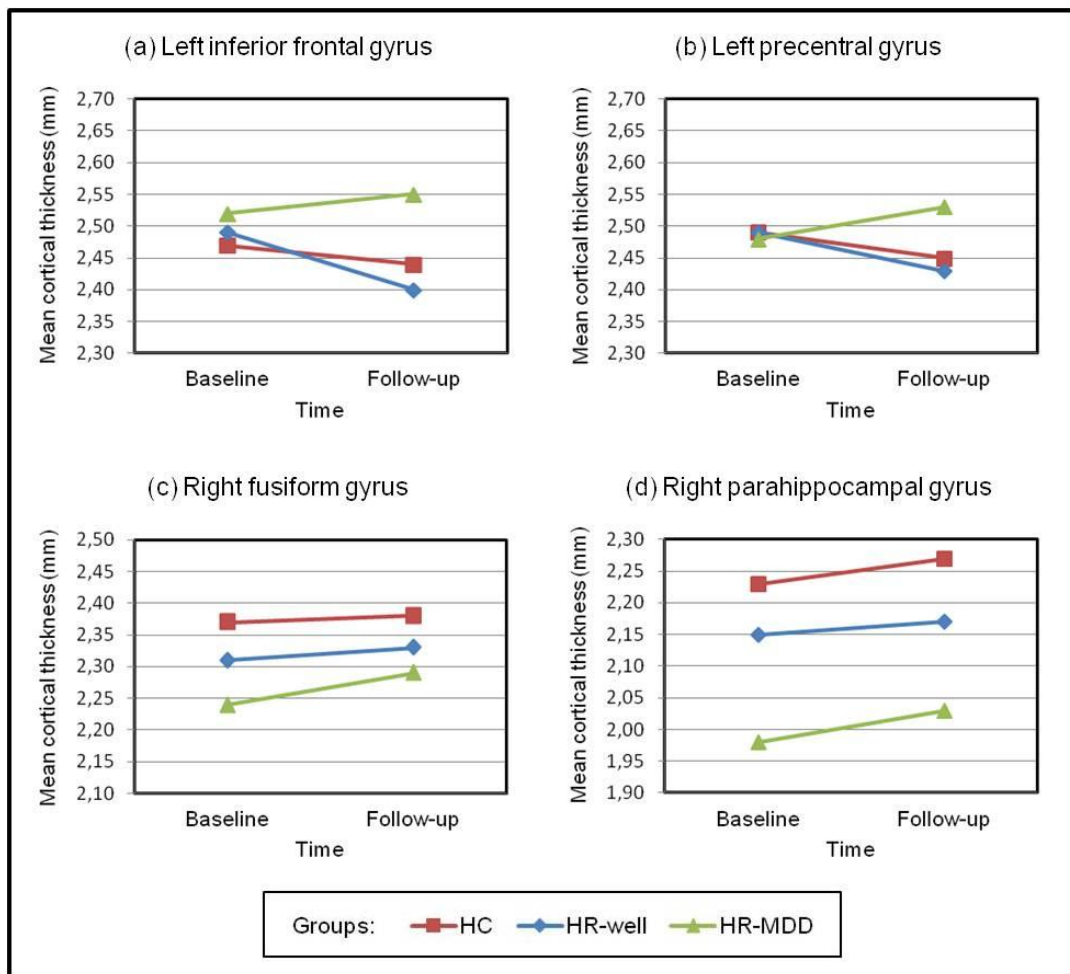 (a) Left inferior frontal gyrus
Mean cortical thickness (mm)
2,70
2,65
2,60
2,55
2,50
2,45
2,40
2,35
2,30
Baseline Follow-up
Time
(b) Left precentral gyrus
Mean cortical thickness (mm)
2,70
2,65
2,60
2,55
2,50
2,45
2,40
2,35
2,30
Baseline Follow-up
Time
(c) Right fusiform gyrus
Mean cortical thickness (mm)
2,50
2,45
2,40
2,35
2,30
2,25
2,20
2,15
2,10
Baseline Follow-up
Time
(d) Right parahippocampal gyrus
Mean cortical thickness (mm)
2,30
2,25
2,20
2,15
2,10
2,05
2,00
1,95
1,90
Baseline Follow-up
Time
Groups: HC HR-well HR-MDD